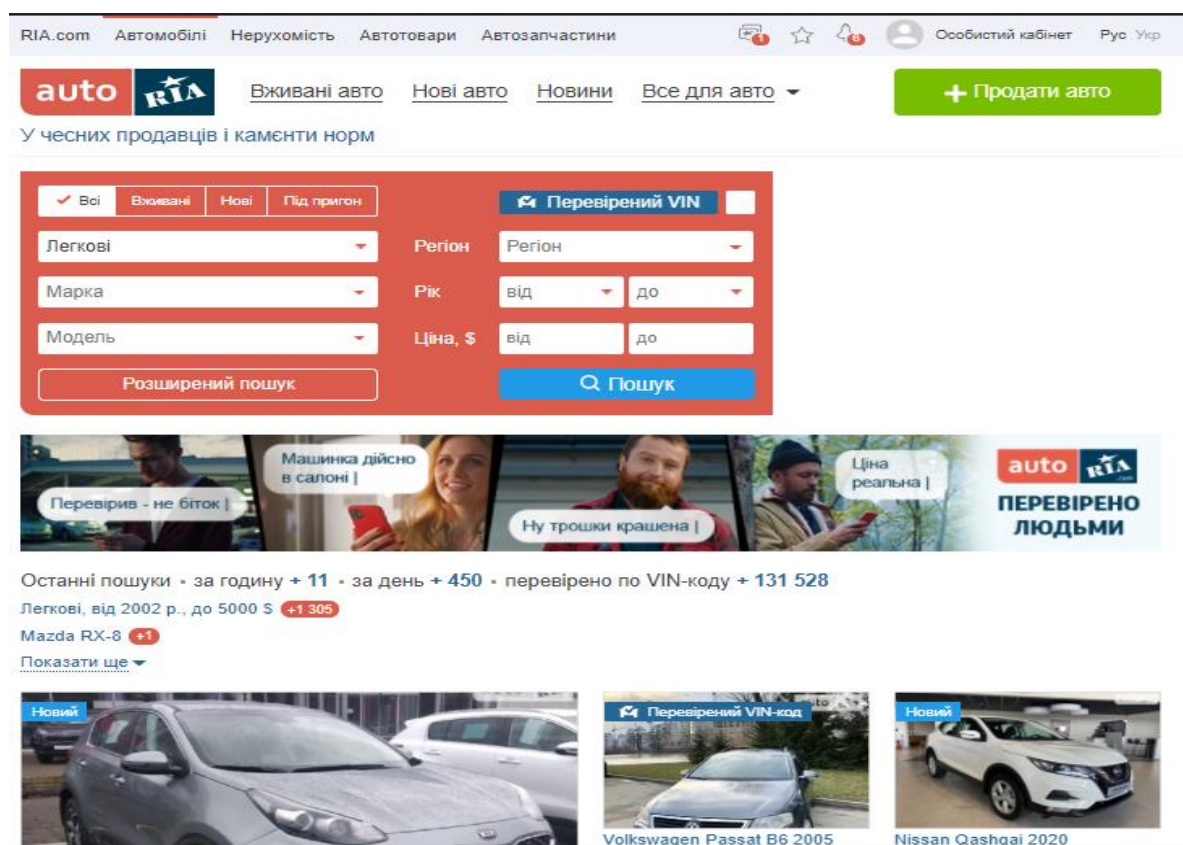 RIA.com Автомобілі Нерухомість Автотовари Автозапчастини 1 8 Особистий кабінет Рус Укр
auto RIA Вживані авто Нові авто Новини Все для авто + Продати авто
У чесних продавців і камєнти норм
Всі Вживані Нові Під пригон Перевірений VIN
Легкові Регіон Регіон
Марка Рік від до
Модель Ціна, $ від до
Розширений пошук Пошук
Перевірив - не біток |
Машинка дійсно
в салоні |
Ну трошки крашена |
Ціна
реальна |
auto RIA .com
ПЕРЕВІРЕНО
ЛЮДЬМИ
Останні пошуки • за годину + 11 • за день + 450 • перевірено по VIN-коду + 131 528
Легкові, від 2002 р., до 5000 $ +1 305
Mazda RX-8 +1
Показати ще
Новий
Перевірений VIN-код
Новий
Volkswagen Passat B6 2005
Nissan Qashqai 2020